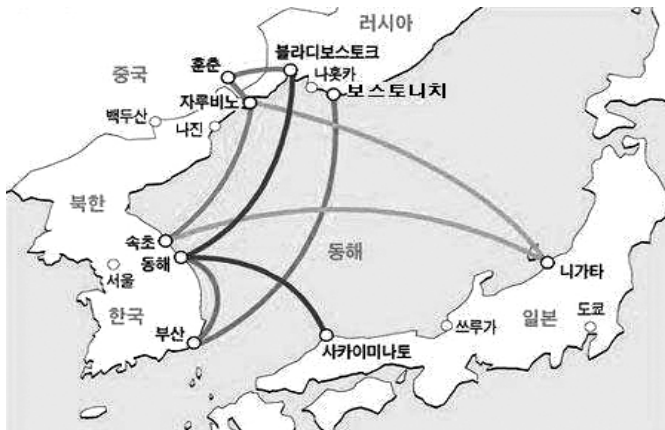 러시아
블라디보스토크
훈춘
중국
나홋카
보스토니치
자루비노
백두산
나진
북한
속초
동해
동해
서울
니가타
한국
도쿄
일본
쓰루가
부산
사카이미나토